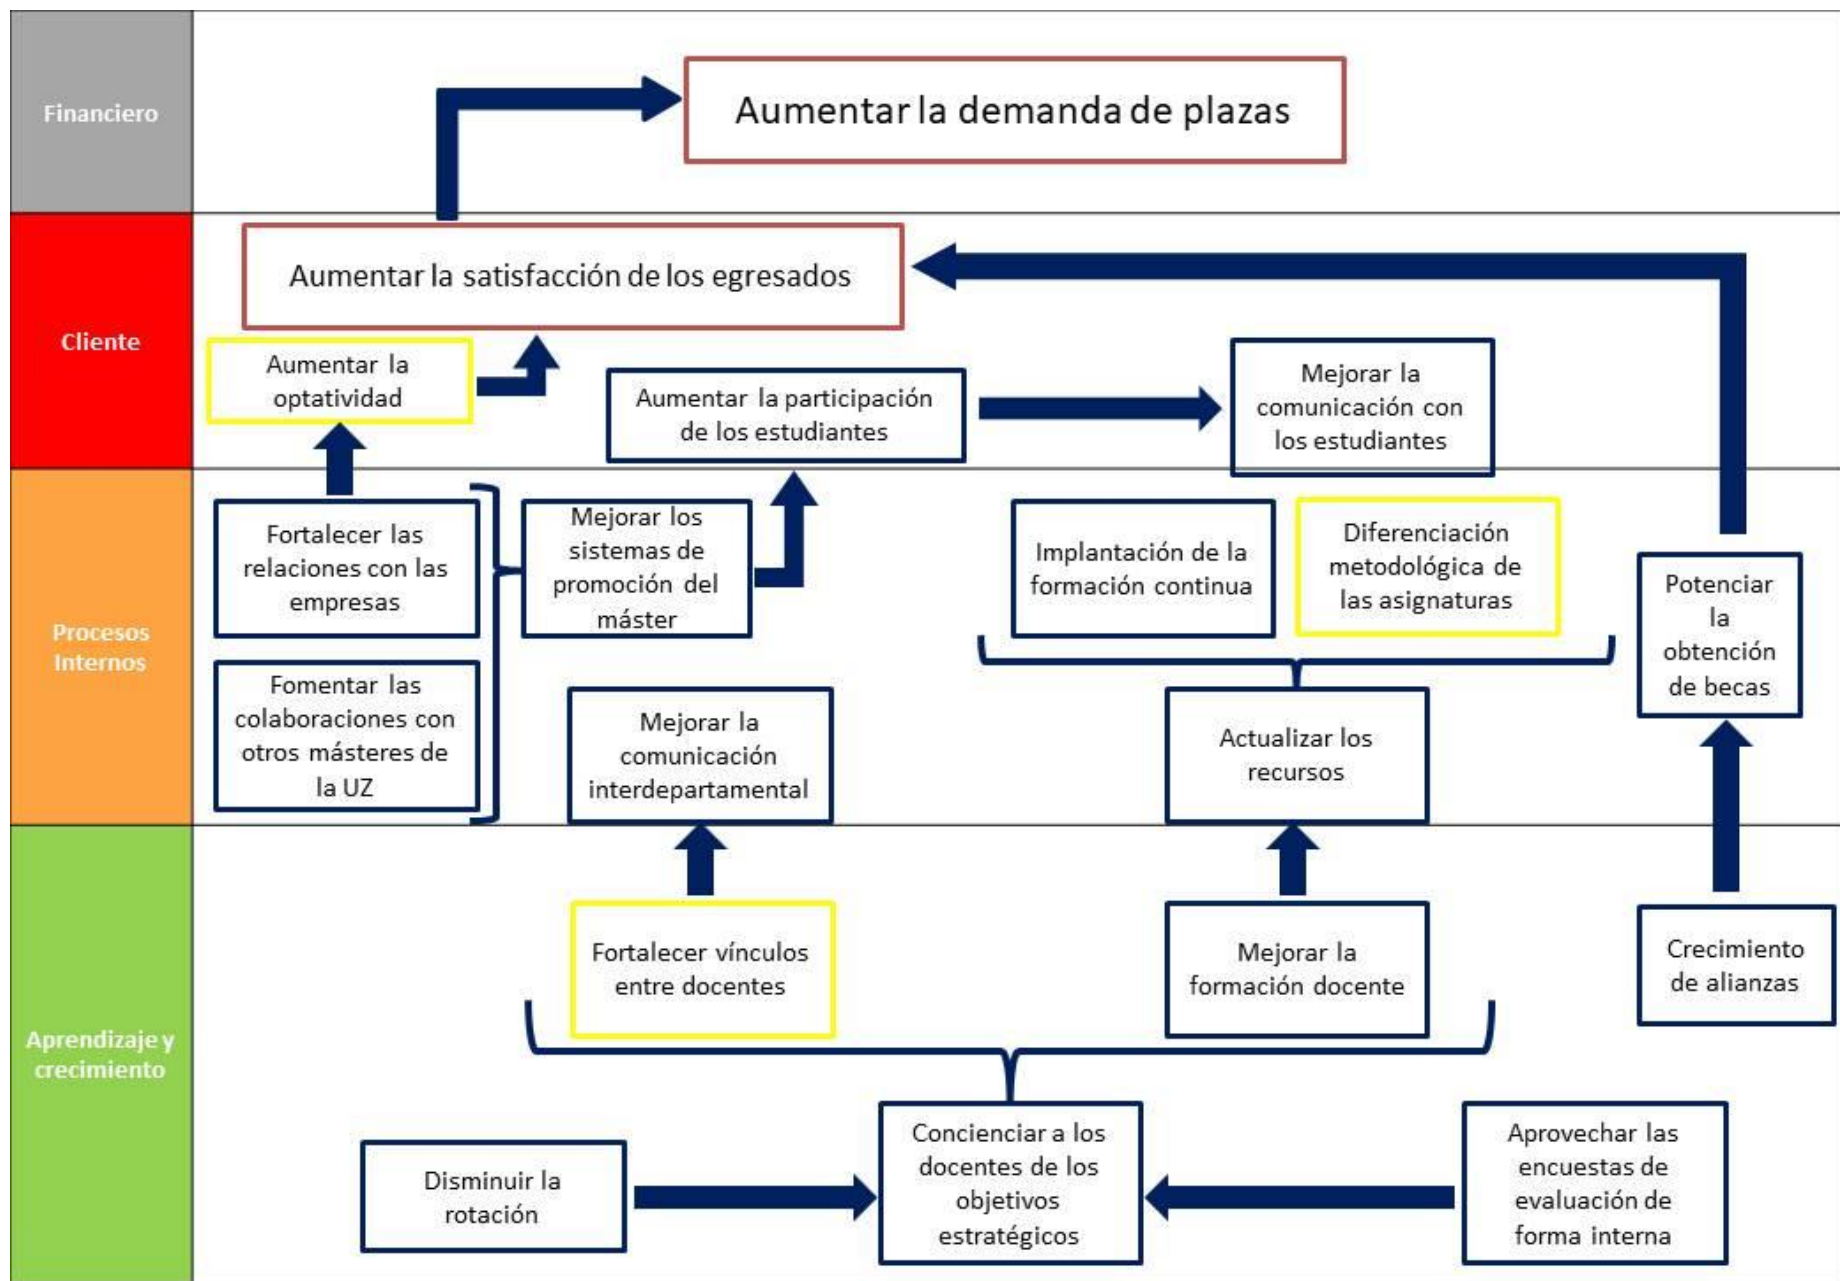 Financiero
Aumentar la demanda de plazas
Cliente
Aumentar la satisfacción de los egresados
Aumentar la
optatividad
Aumentar la participación
de los estudiantes
Mejorar la
comunicación con
los estudiantes
Procesos
Internos
Fortalecer las
relaciones con las
empresas
Mejorar los
sistemas de
promoción del
máster
Implantación de la
formación continua
Diferenciación
metodológica de
las asignaturas
Potenciar
la
obtención
de becas
Fomentar las
colaboraciones con
otros másteres de
la UZ
Mejorar la
comunicación
interdepartamental
Actualizar los
recursos
Aprendizaje y
crecimiento
Fortalecer vínculos
entre docentes
Mejorar la
formación docente
Crecimiento
de alianzas
Disminuir la
rotación
Concienciar a los
docentes de los
objetivos
estratégicos
Aprovechar las
encuestas de
evaluación de
forma interna